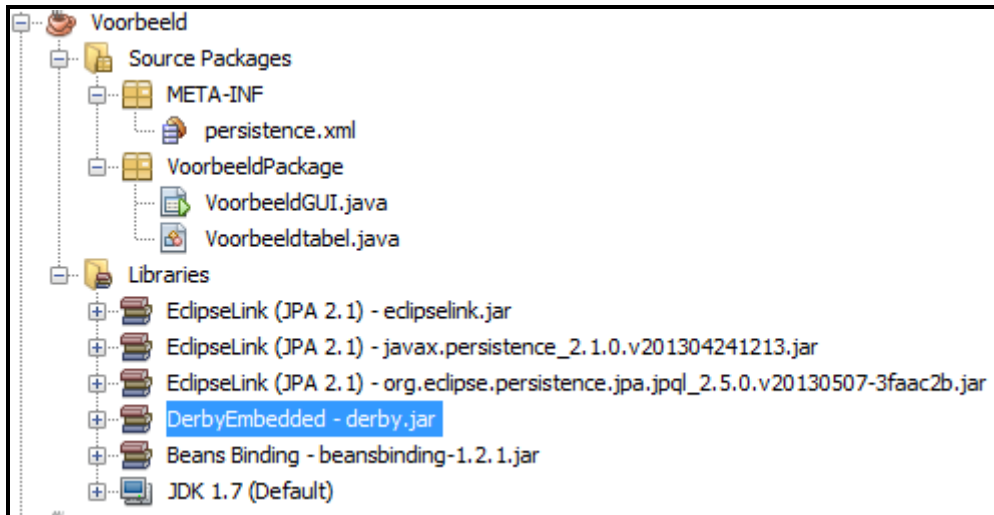 Voorbeeld
Source Packages
META-INF
persistence.xml
VoorbeeldPackage
VoorbeeldGUI.java
Voorbeeldtabel.java
Libraries
EclipseLink (JPA 2.1) - eclipselink.jar
EclipseLink (JPA 2.1) - javax.persistence_2.1.0.v201304241213.jar
EclipseLink (JPA 2.1) - org.eclipse.persistence.jpa.jpql_2.5.0.v20130507-3faac2b.jar
DerbyEmbedded - derby.jar
Beans Binding - beansbinding-1.2.1.jar
JDK 1.7 (Default)